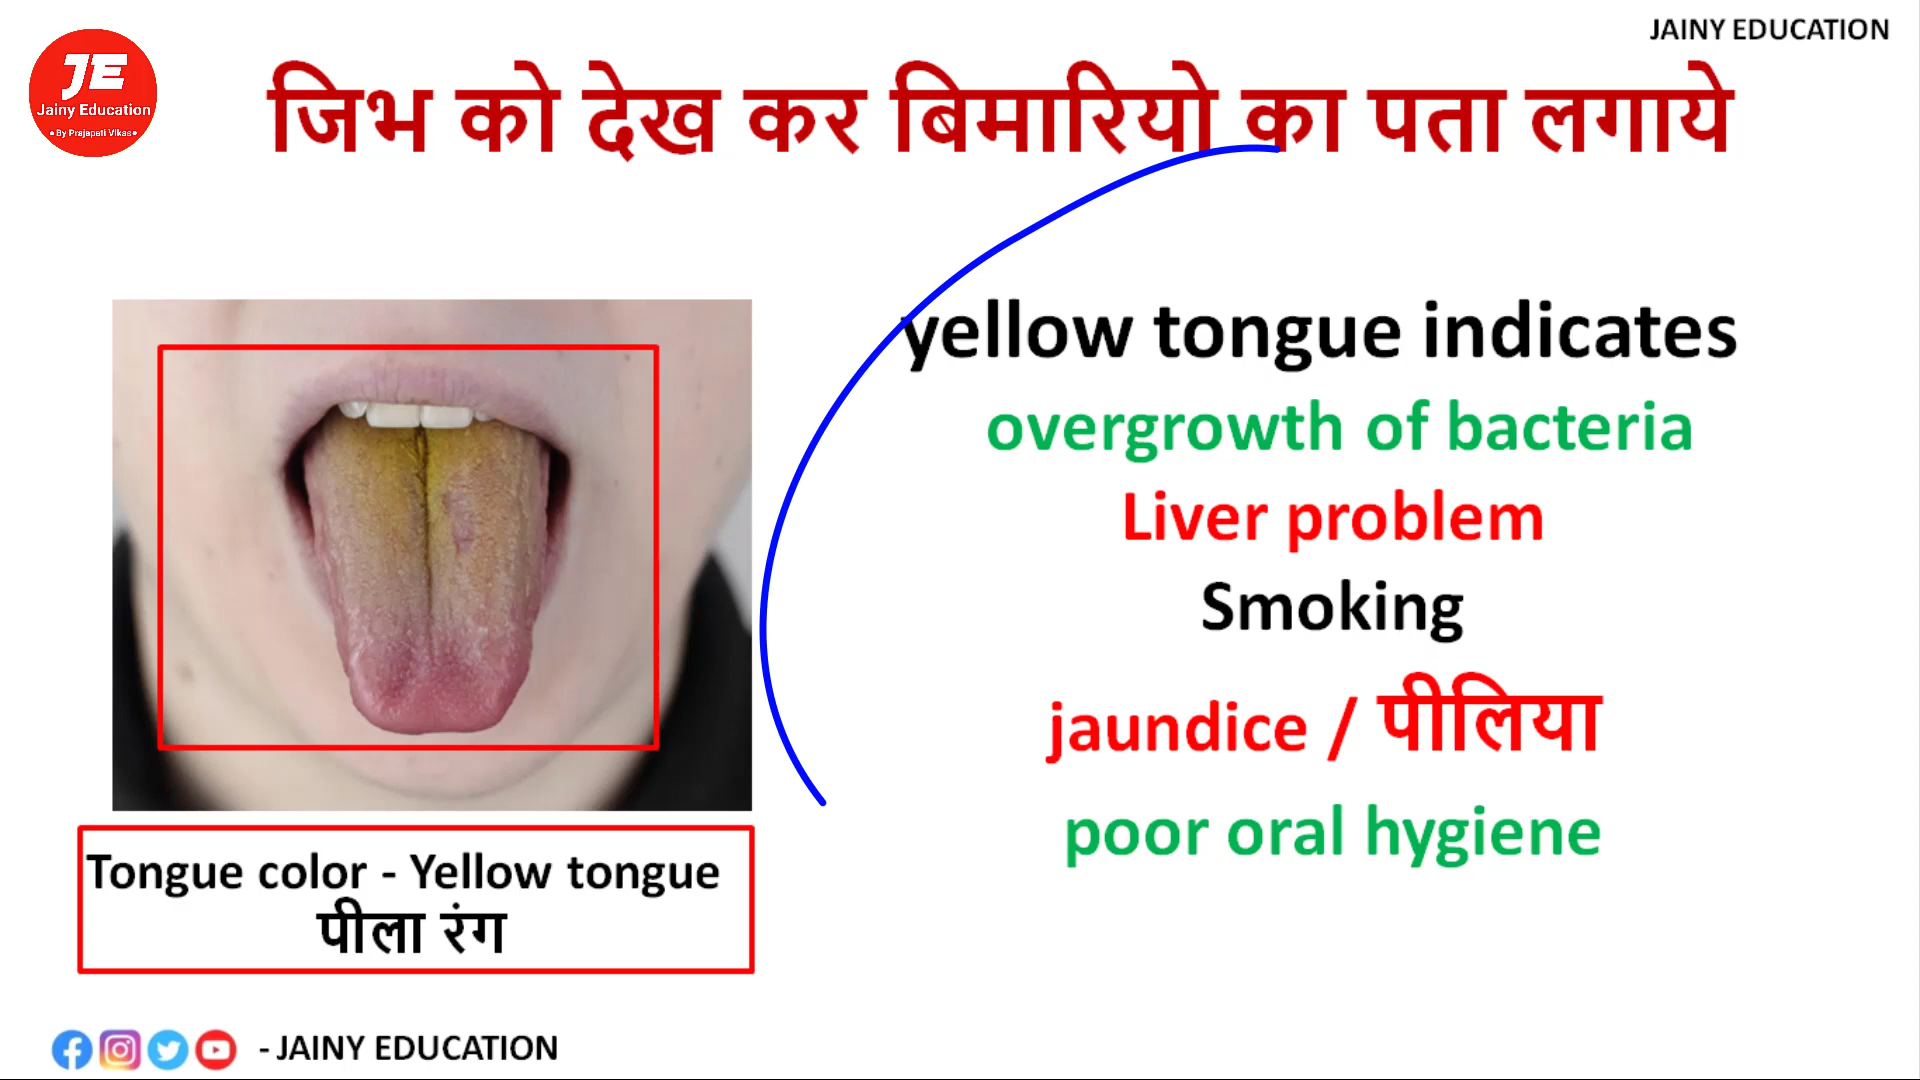 JAINY EDUCATION
JE
Jainy Education
• By Prajapati Vikas •
जिभ को देख कर बिमारियो का पता लगाये
yellow tongue indicates
overgrowth of bacteria
Liver problem
Smoking
jaundice / पीलिया
poor oral hygiene
Tongue color - Yellow tongue
पीला रंग
- JAINY EDUCATION